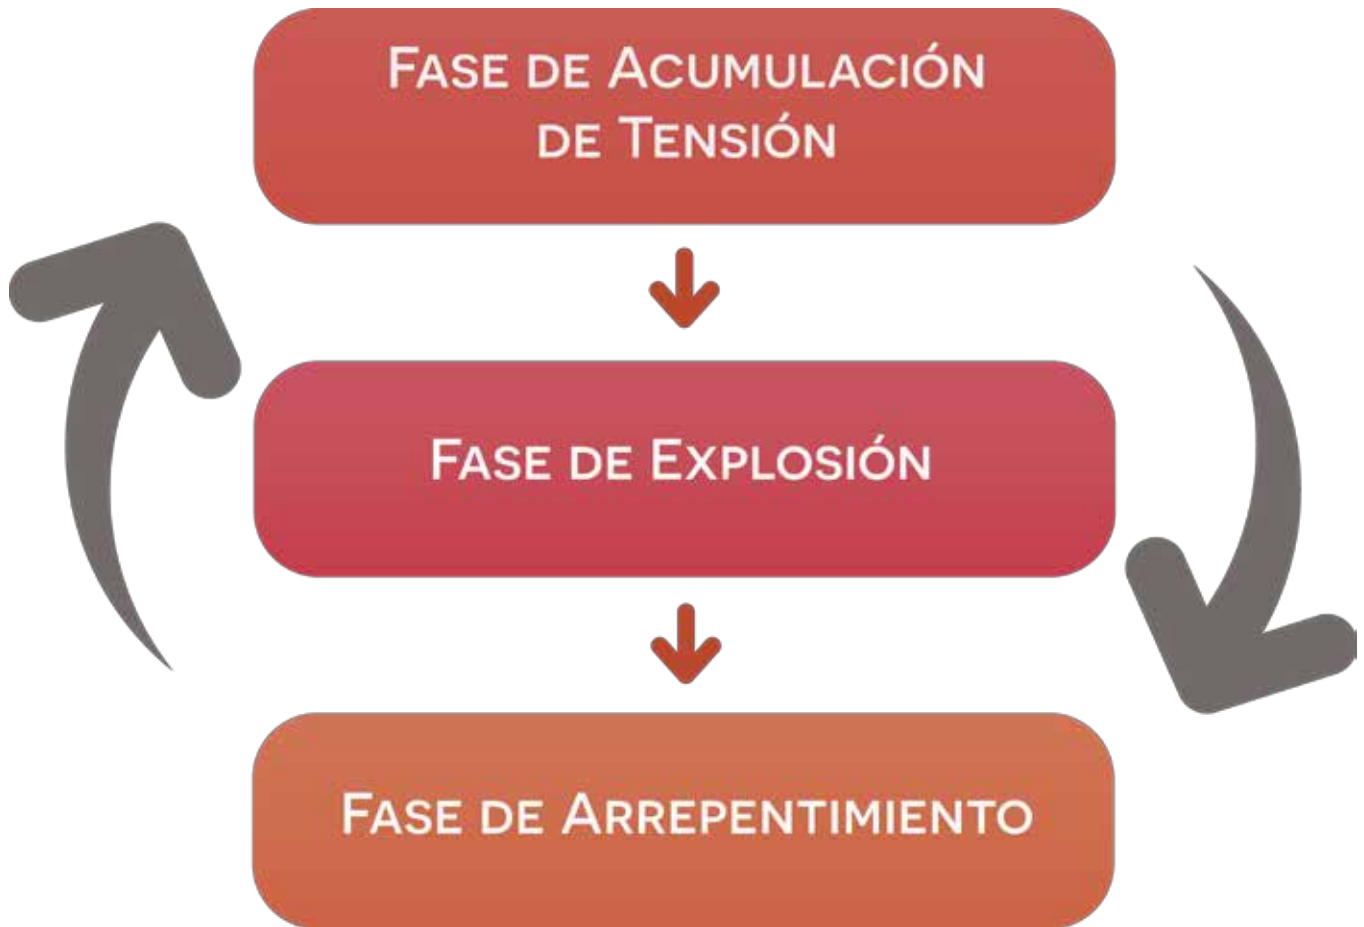 Fase de Acumulación
de Tensión
Fase de Explosión
Fase de Arrepentimiento